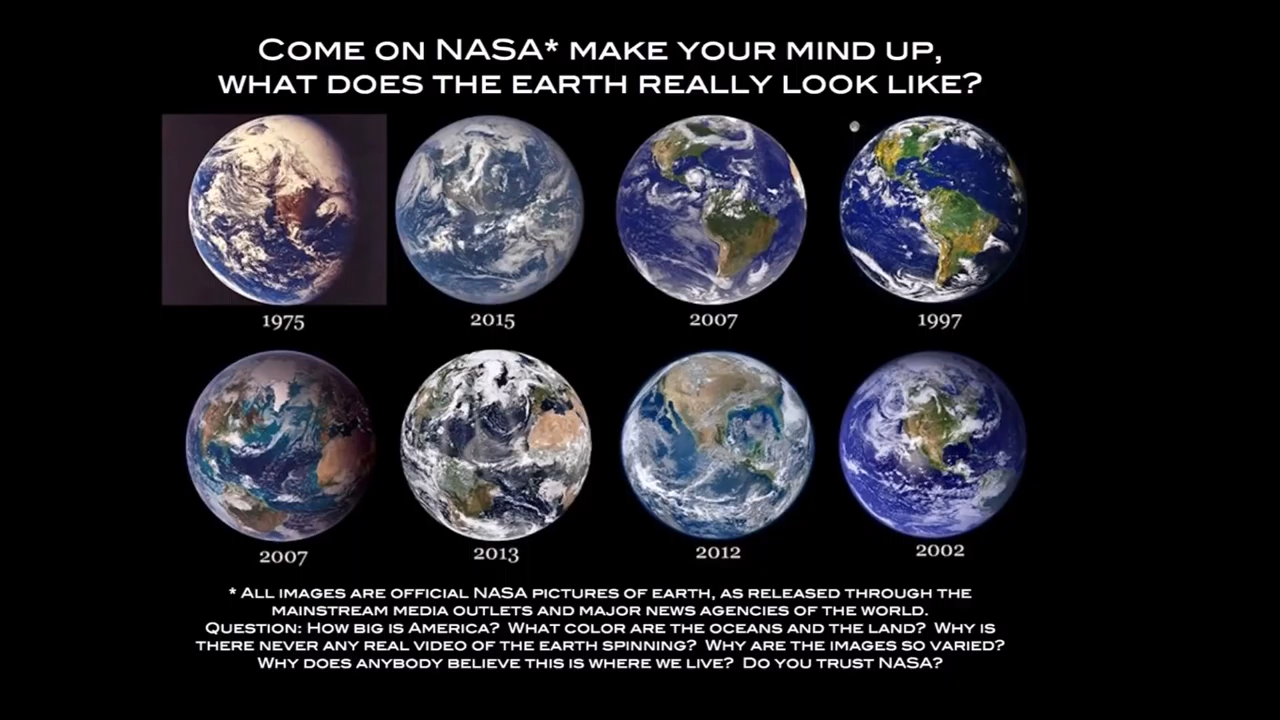 COME ON NASA* MAKE YOUR MIND UP,
WHAT DOES THE EARTH REALLY LOOK LIKE?
1975
2015
2007
1997
2007
2013
2012
2002
* ALL IMAGES ARE OFFICIAL NASA PICTURES OF EARTH, AS RELEASED THROUGH THE
MAINSTREAM MEDIA OUTLETS AND MAJOR NEWS AGENCIES OF THE WORLD.
QUESTION: HOW BIG IS AMERICA? WHAT COLOR ARE THE OCEANS AND THE LAND? WHY IS
THERE NEVER ANY REAL VIDEO OF THE EARTH SPINNING? WHY ARE THE IMAGES SO VARIED?
WHY DOES ANYBODY BELIEVE THIS IS WHERE WE LIVE? DO YOU TRUST NASA?